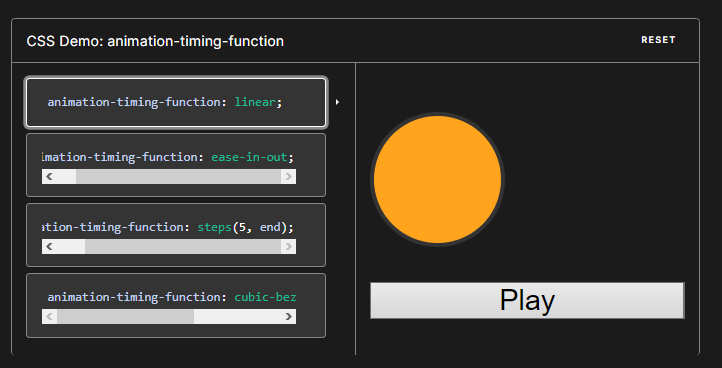 CSS Demo: animation-timing-function
RESET
animation-timing-function: linear;
imation-timing-function: ease-in-out;
ation-timing-function: steps(5, end);
animation-timing-function: cubic-bez
Play